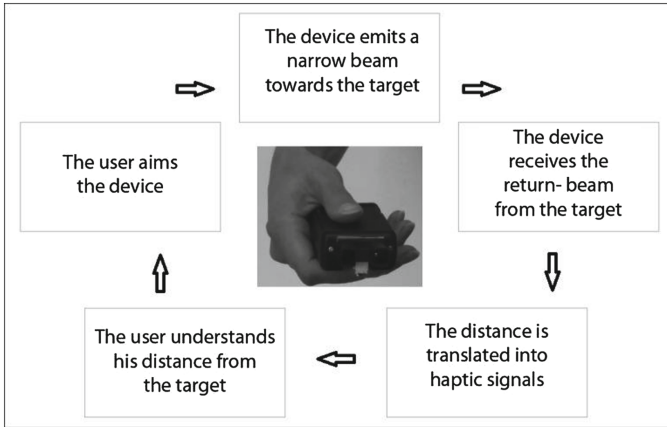 The device emits a
narrow beam
towards the target
The user aims
the device
The device
receives the
return- beam
from the target
The user understands
his distance from
the target
The distance is
translated into
haptic signals